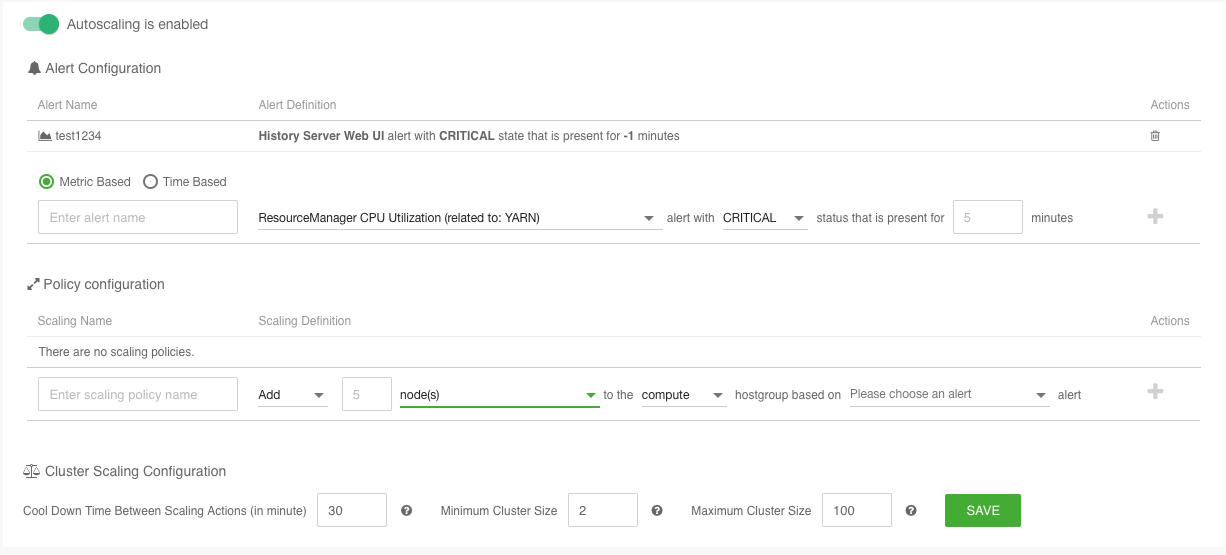 Autoscaling is enabled
Alert Configuration
Alert Name Alert Definition Actions
test1234 History Server Web UI alert with CRITICAL state that is present for -1 minutes
Metric Based Time Based
Enter alert name ResourceManager CPU Utilization (related to: YARN) alert with CRITICAL status that is present for 5 minutes
Policy configuration
Scaling Name Scaling Definition Actions
There are no scaling policies.
Enter scaling policy name Add 5 node(s) to the compute hostgroup based on Please choose an alert alert
Cluster Scaling Configuration
Cool Down Time Between Scaling Actions (in minute) 30 ? Minimum Cluster Size 2 ? Maximum Cluster Size 100 ? SAVE